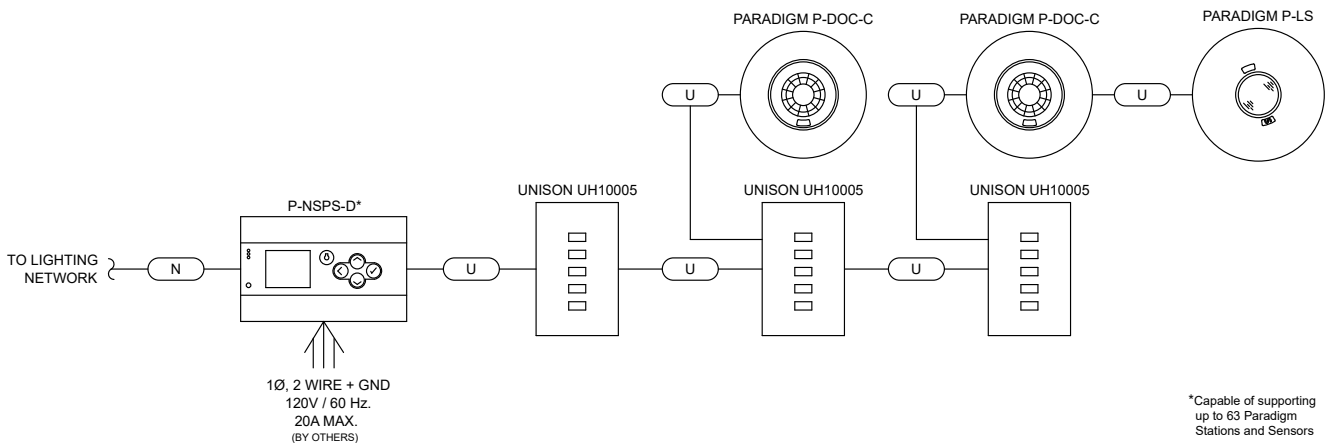 PARADIGM P-DOC-C
PARADIGM P-DOC-C
PARADIGM P-LS
U
U
U
UNISON UH10005
UNISON UH10005
UNISON UH10005
P-NSPS-D*
TO LIGHTING
NETWORK
N
U
U
U
1Ø, 2 WIRE + GND
120V / 60 Hz.
20A MAX.
(BY OTHERS)
*Capable of supporting
up to 63 Paradigm
Stations and Sensors